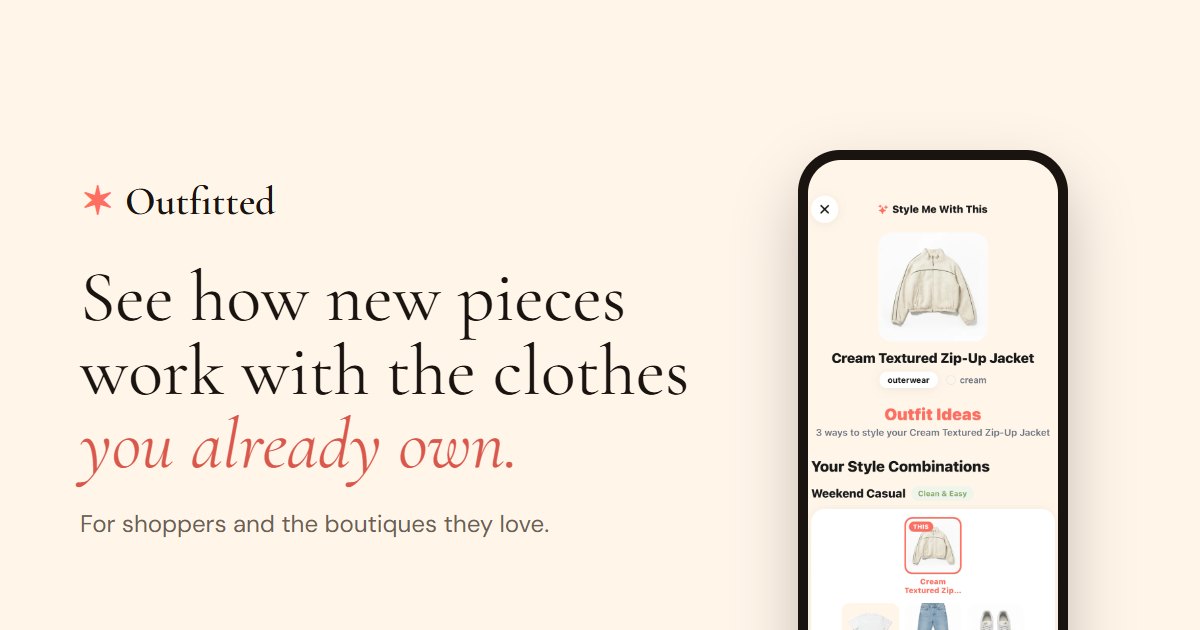 Outfitted
See how new pieces
work with the clothes
you already own.
For shoppers and the boutiques they love.
Style Me With This
Cream Textured Zip-Up Jacket
outerwear
cream
Outfit Ideas
3 ways to style your Cream Textured Zip-Up Jacket
Your Style Combinations
Weekend Casual
Clean & Easy
THIS
Cream
Textured Zip...